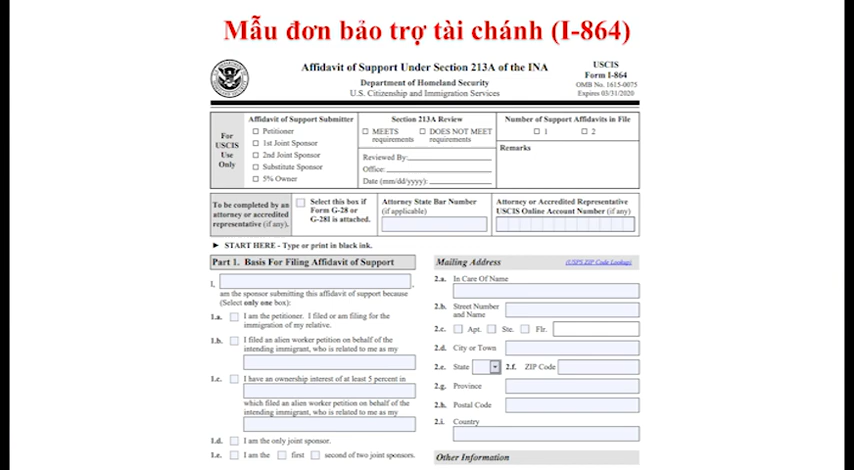 Mẫu đơn bảo trợ tài chánh (I-864)
Affidavit of Support Under Section 213A of the INA
Department of Homeland Security
U.S. Citizenship and Immigration Services
USCIS
Form I-864
OMB No. 1615-0075
Expires 03/31/2020
For
USCIS
Use
Only
Affidavit of Support Submitter
Petitioner
1st Joint Sponsor
2nd Joint Sponsor
Substitute Sponsor
5% Owner
Section 213A Review
MEETS
requirements
DOES NOT MEET
requirements
Reviewed By:
Office:
Date (mm/dd/yyyy):
Number of Support Affidavits in File
1 2
Remarks
To be completed by an
attorney or accredited
representative (if any).
Select this box if
Form G-28 or
G-28I is attached.
Attorney State Bar Number
(if applicable)
Attorney or Accredited Representative
USCIS Online Account Number (if any)
► START HERE - Type or print in black ink.
Part 1. Basis For Filing Affidavit of Support
I, ,
am the sponsor submitting this affidavit of support because
(Select only one box):
1.a. I am the petitioner. I filed or am filing for the
immigration of my relative.
1.b. I filed an alien worker petition on behalf of the
intending immigrant, who is related to me as my
1.c. I have an ownership interest of at least 5 percent in
which filed an alien worker petition on behalf of the
intending immigrant, who is related to me as my
1.d. I am the only joint sponsor.
1.e. I am the first second of two joint sponsors.
Mailing Address (USPS ZIP Code Lookup)
2.a. In Care Of Name
2.b. Street Number
and Name
2.c. Apt. Ste. Flr.
2.d. City or Town
2.e. State 2.f. ZIP Code
2.g. Province
2.h. Postal Code
2.i. Country
Other Information